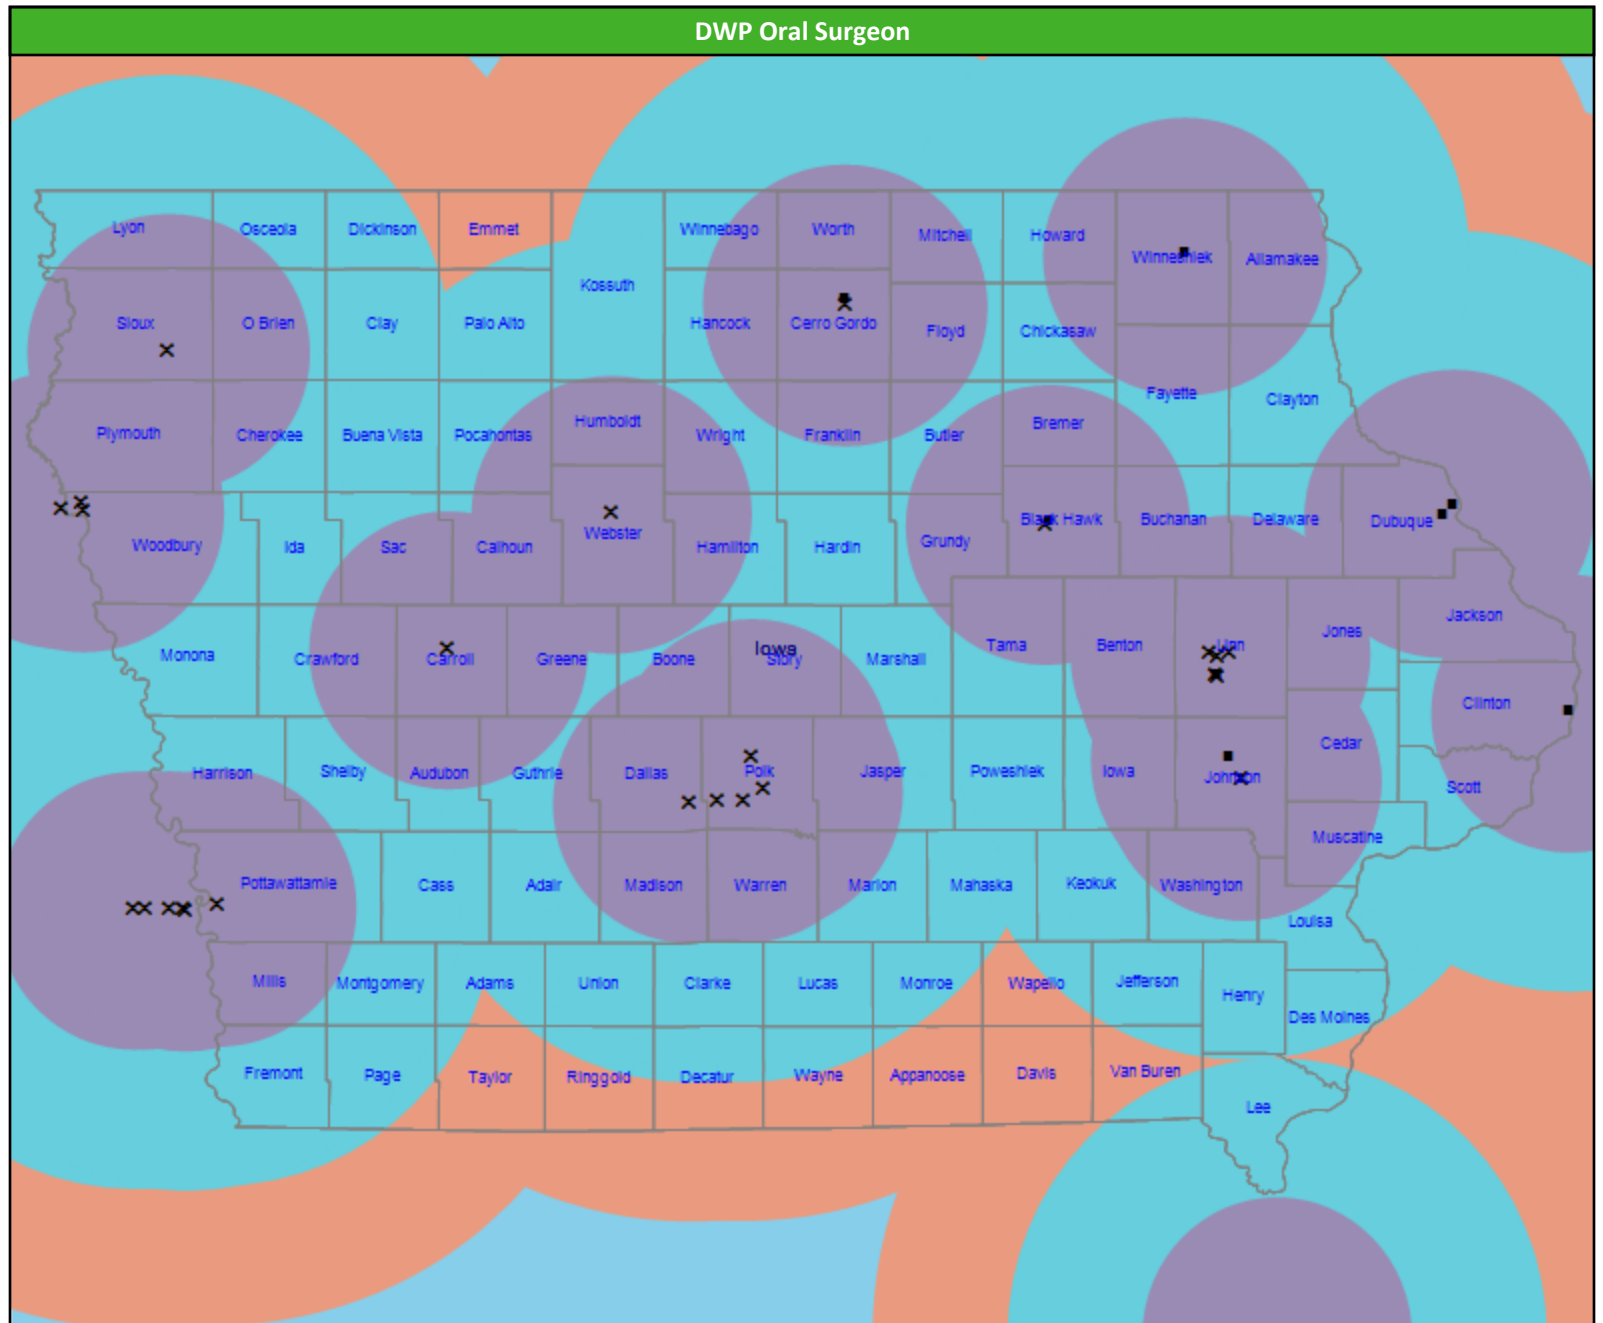 DWP Oral Surgeon
Lyon
Osceola
Dickinson
Emmet
Winnebago
Worth
Mitchell
Howard
Winneshiek
Allamakee
Kossuth
Sioux
O Brien
Clay
Palo Alto
Hancock
Cerro Gordo
Floyd
Chickasaw
Plymouth
Cherokee
Buena Vista
Pocahontas
Humboldt
Wright
Franklin
Butler
Bremer
Fayette
Clayton
Woodbury
Ida
Sac
Calhoun
Webster
Hamilton
Hardin
Grundy
Black Hawk
Buchanan
Delaware
Dubuque
Monona
Crawford
Carroll
Greene
Boone
Iowa
Story
Marshall
Tama
Benton
Linn
Jones
Jackson
Harrison
Shelby
Audubon
Guthrie
Dallas
Polk
Jasper
Poweshiek
Iowa
Johnson
Cedar
Clinton
Scott
Muscatine
Pottawattamie
Cass
Adair
Madison
Warren
Marion
Mahaska
Keokuk
Washington
Louisa
Mills
Montgomery
Adams
Union
Clarke
Lucas
Monroe
Wapello
Jefferson
Henry
Des Moines
Fremont
Page
Taylor
Ringgold
Decatur
Wayne
Appanoose
Davis
Van Buren
Lee